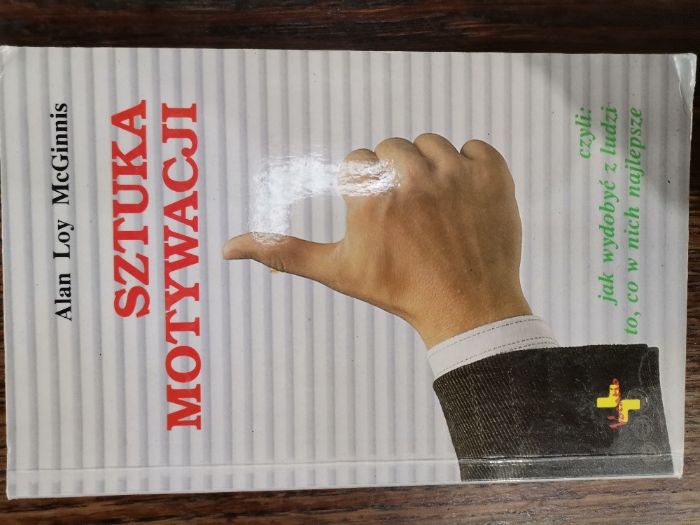 Alan Loy McGinnis
SZTUKA
MOTYWACJI
czyli:
jak wydobyć z ludzi
to, co w nich najlepsze